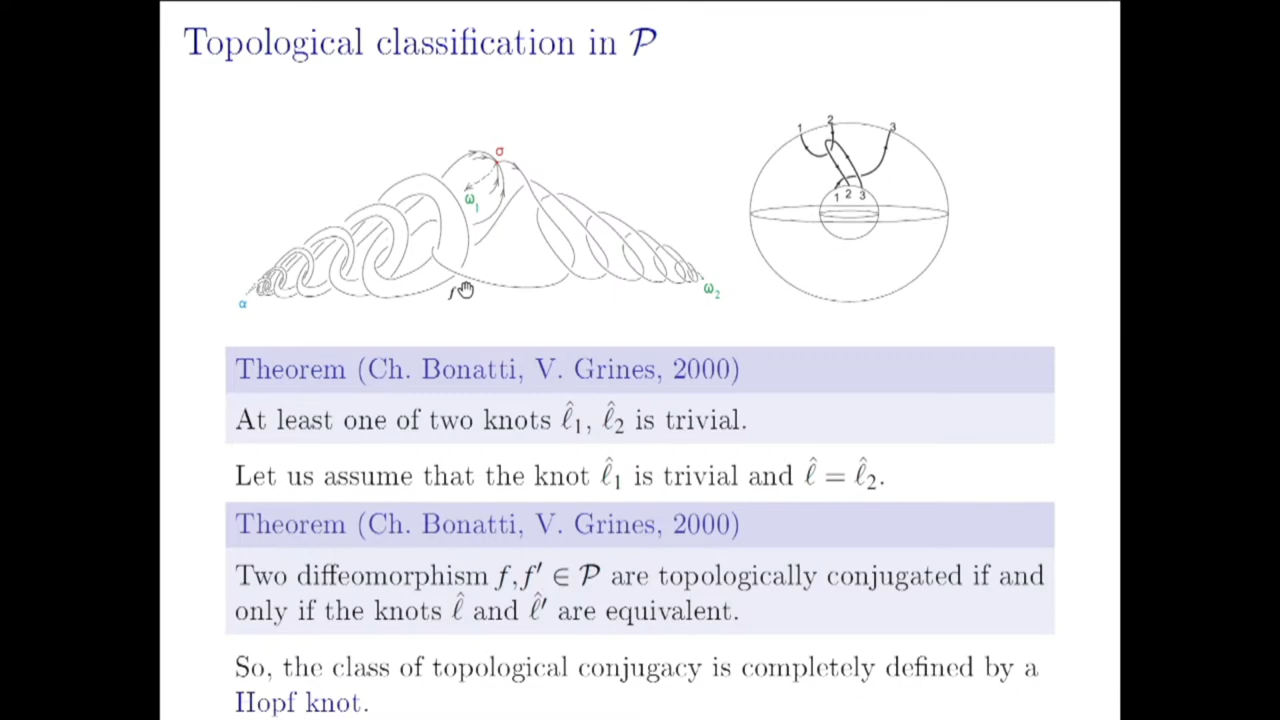 Topological classification in 𝒫
1 2 3
σ
ω₁
1 2 3
f
α
ω₂
Theorem (Ch. Bonatti, V. Grines, 2000)
At least one of two knots ℓ̂₁, ℓ̂₂ is trivial.
Let us assume that the knot ℓ̂₁ is trivial and ℓ̂ = ℓ̂₂.
Theorem (Ch. Bonatti, V. Grines, 2000)
Two diffeomorphism f, f′ ∈ 𝒫 are topologically conjugated if and
only if the knots ℓ̂ and ℓ̂′ are equivalent.
So, the class of topological conjugacy is completely defined by a
Hopf knot.